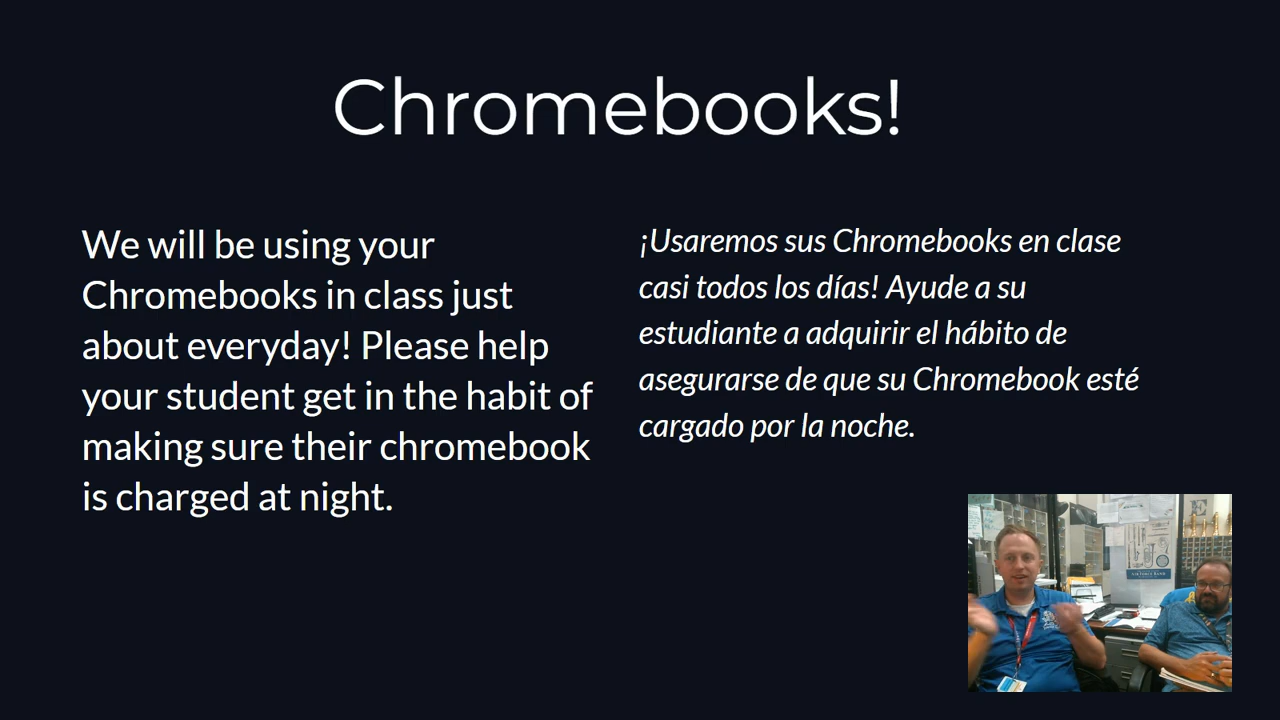 Chromebooks!
We will be using your
Chromebooks in class just
about everyday! Please help
your student get in the habit of
making sure their chromebook
is charged at night.
¡Usaremos sus Chromebooks en clase
casi todos los días! Ayude a su
estudiante a adquirir el hábito de
asegurarse de que su Chromebook esté
cargado por la noche.